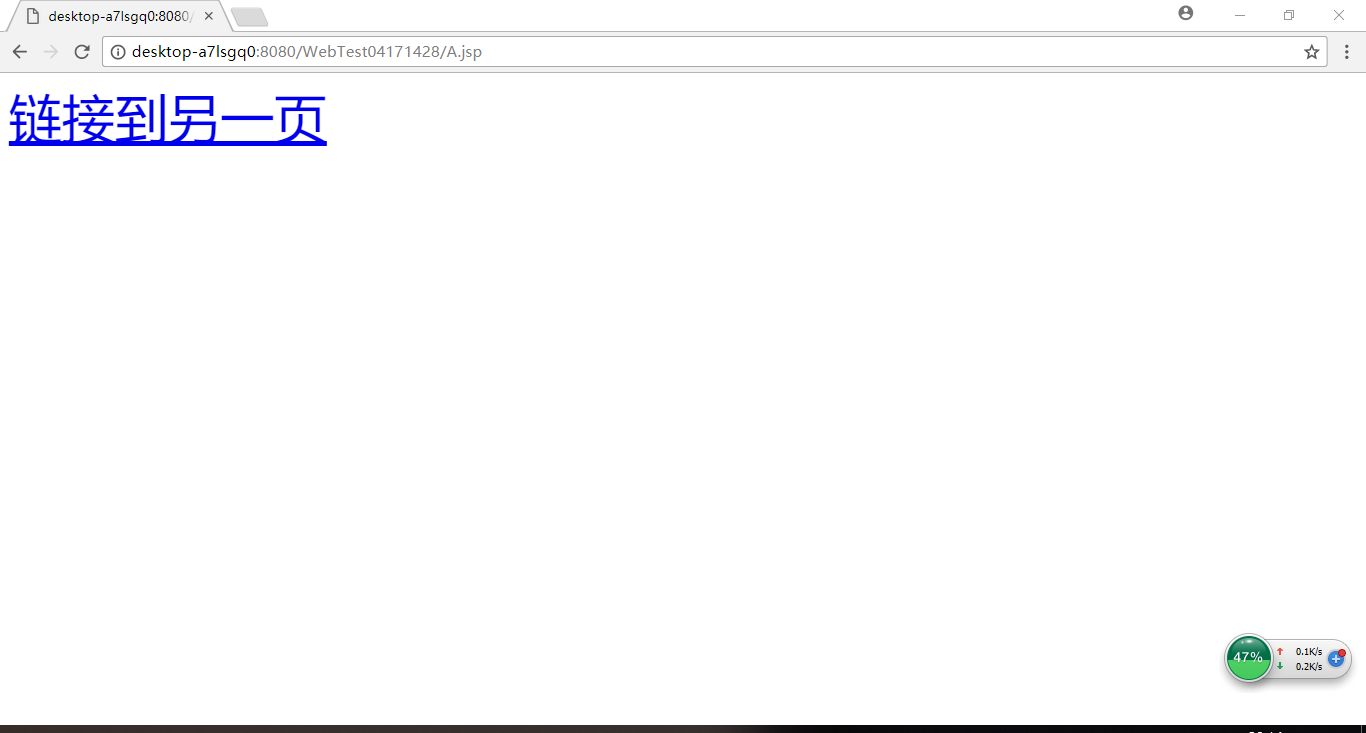 desktop-a7lsgq0:8080/
desktop-a7lsgq0:8080/WebTest04171428/A.jsp
链接到另一页
47%
0.1K/s
0.2K/s